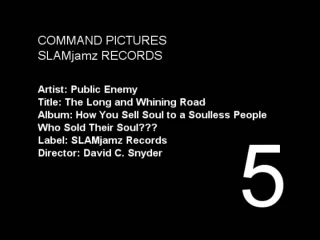 COMMAND PICTURES
SLAMjamz RECORDS
Artist: Public Enemy
Title: The Long and Whining Road
Album: How You Sell Soul to a Soulless People
Who Sold Their Soul???
Label: SLAMjamz Records
Director: David C. Snyder
5